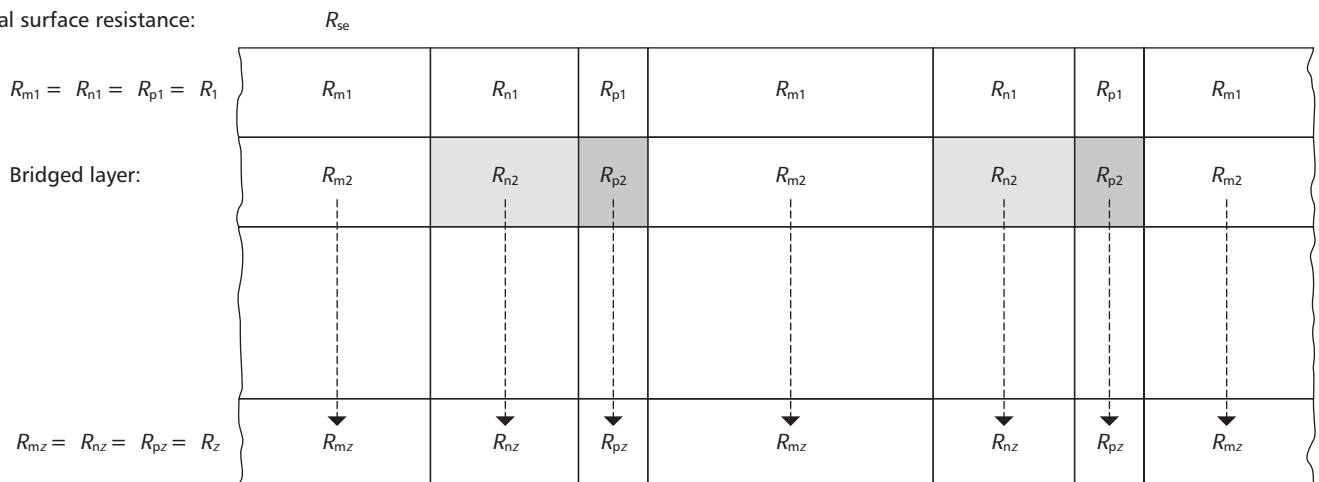 al surface resistance: Rse
Rm1 = Rn1 = Rp1 = R1 Rm1 Rn1 Rp1 Rm1 Rn1 Rp1 Rm1
Bridged layer: Rm2 Rn2 Rp2 Rm2 Rn2 Rp2 Rm2
Rmz = Rnz = Rpz = Rz Rmz Rnz Rpz Rmz Rnz Rpz Rmz